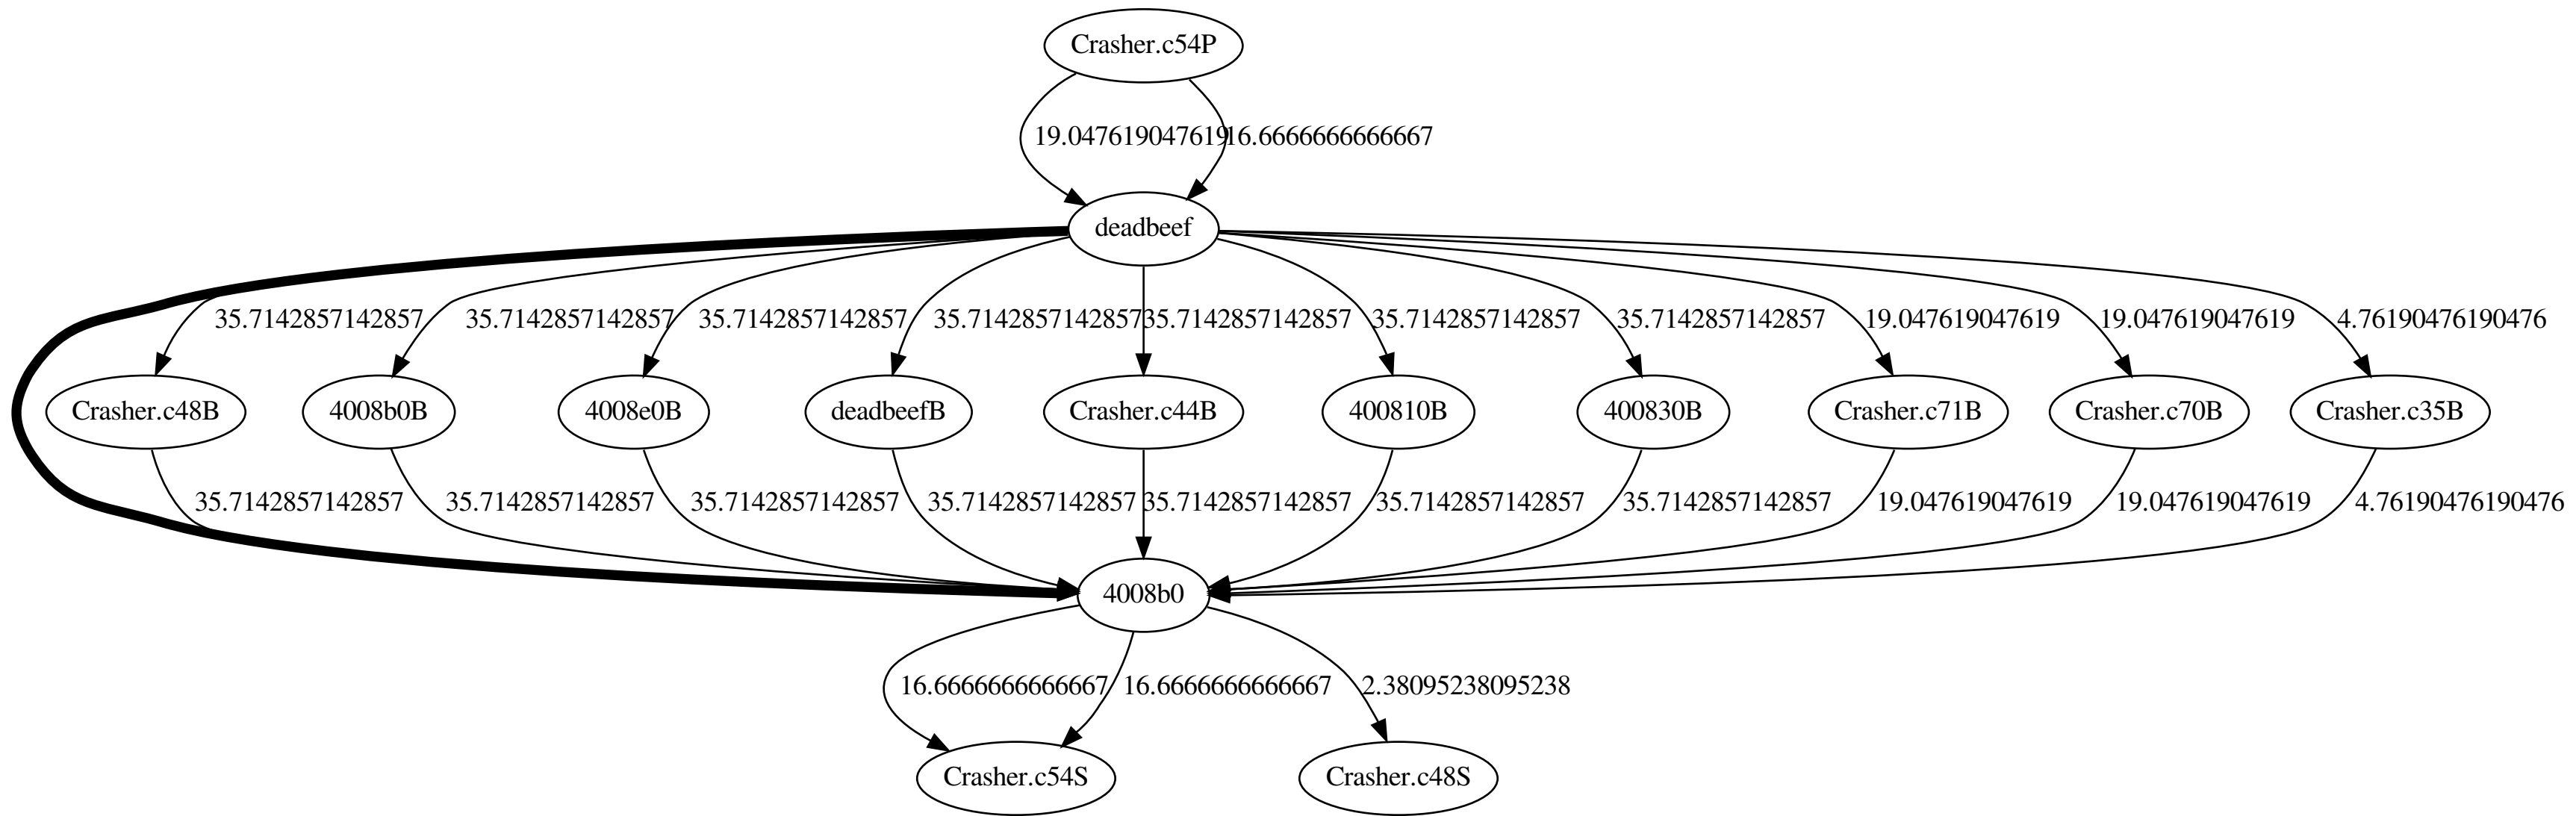 Crasher.c54P
19.047619047619
16.6666666666667
deadbeef
35.7142857142857
35.7142857142857
35.7142857142857
35.7142857142857
35.7142857142857
35.7142857142857
35.7142857142857
19.047619047619
19.047619047619
4.76190476190476
Crasher.c48B
4008b0B
4008e0B
deadbeefB
Crasher.c44B
400810B
400830B
Crasher.c71B
Crasher.c70B
Crasher.c35B
35.7142857142857
35.7142857142857
35.7142857142857
35.7142857142857
35.7142857142857
35.7142857142857
35.7142857142857
19.047619047619
19.047619047619
4.76190476190476
4008b0
16.6666666666667
16.6666666666667
2.38095238095238
Crasher.c54S
Crasher.c48S